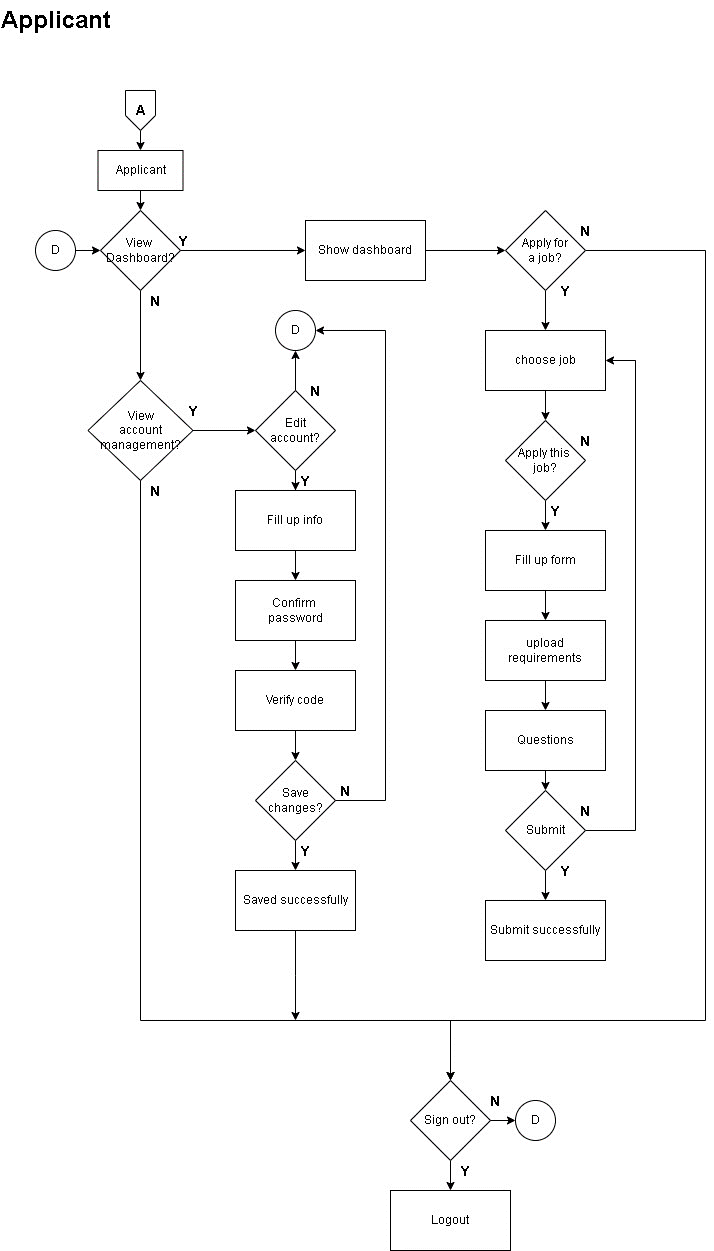 Applicant
A
Applicant
D
View
Dashboard?
Y
N
Show dashboard
Apply for
a job?
N
Y
D
choose job
View
account
management?
Y
N
Edit
account?
N
Y
Apply this
job?
N
Y
Fill up info
Fill up form
Confirm
password
upload
requirements
Verify code
Questions
Save
changes?
N
Y
Submit
N
Y
Saved successfully
Submit successfully
Sign out?
N
D
Y
Logout